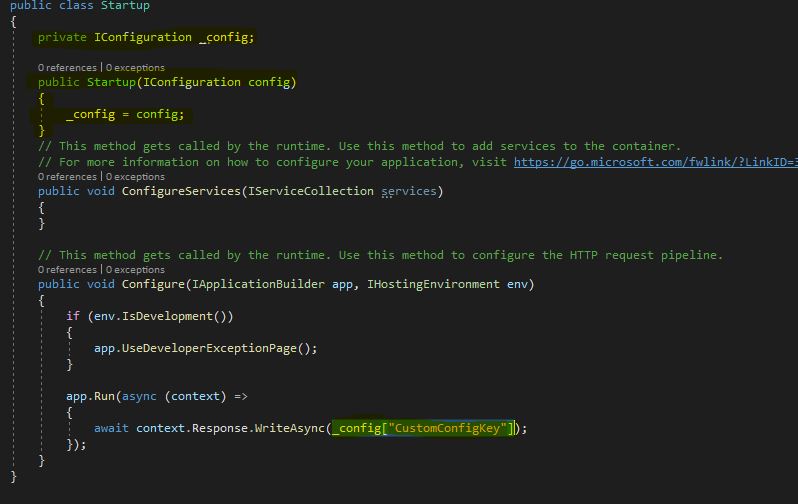 public class Startup
{
private IConfiguration _config;
0 references | 0 exceptions
public Startup(IConfiguration config)
{
_config = config;
}
// This method gets called by the runtime. Use this method to add services to the container.
// For more information on how to configure your application, visit https://go.microsoft.com/fwlink/?LinkID=3
0 references | 0 exceptions
public void ConfigureServices(IServiceCollection services)
{
}
// This method gets called by the runtime. Use this method to configure the HTTP request pipeline.
0 references | 0 exceptions
public void Configure(IApplicationBuilder app, IHostingEnvironment env)
{
if (env.IsDevelopment())
{
app.UseDeveloperExceptionPage();
}
app.Run(async (context) =>
{
await context.Response.WriteAsync(_config["CustomConfigKey"]);
});
}
}